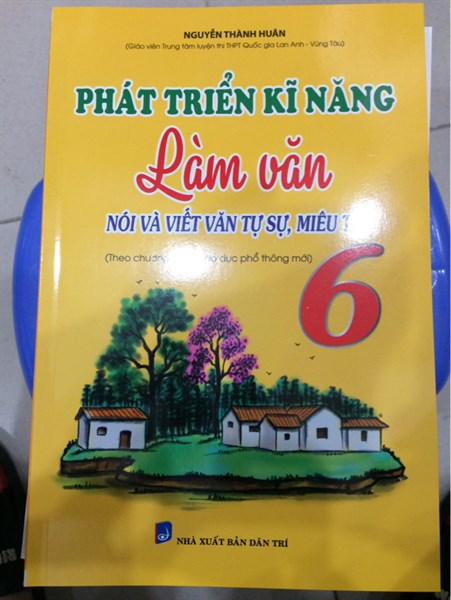 NGUYỄN THÀNH HUÂN
(Giáo viên Trung tâm luyện thi THPT Quốc gia Lan Anh - Vũng Tàu)
PHÁT TRIỂN KĨ NĂNG
Làm văn
NÓI VÀ VIẾT VĂN TỰ SỰ, MIÊU
(Theo chương dục phổ thông mới)
6
NHÀ XUẤT BẢN DÂN TRÍ